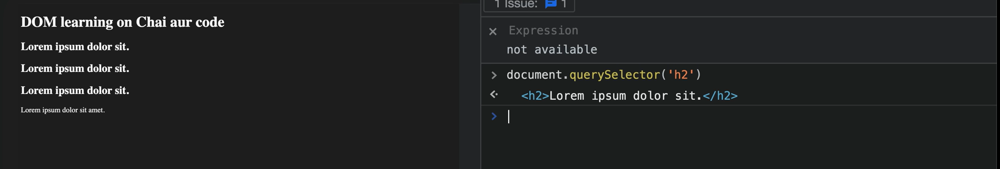 DOM learning on Chai aur code
Lorem ipsum dolor sit.
Lorem ipsum dolor sit.
Lorem ipsum dolor sit.
Lorem ipsum dolor sit amet.
1 Issue: 1
Expression
not available
document.querySelector('h2')
<h2>Lorem ipsum dolor sit.</h2>